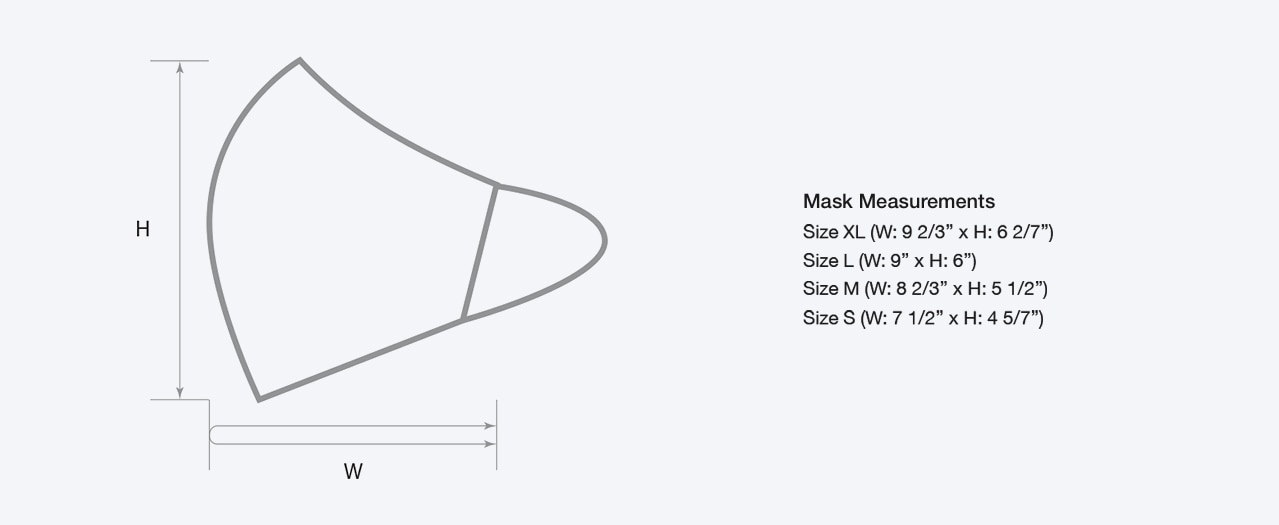 H
W
Mask Measurements
Size XL (W: 9 2/3” x H: 6 2/7”)
Size L (W: 9” x H: 6”)
Size M (W: 8 2/3” x H: 5 1/2”)
Size S (W: 7 1/2” x H: 4 5/7”)